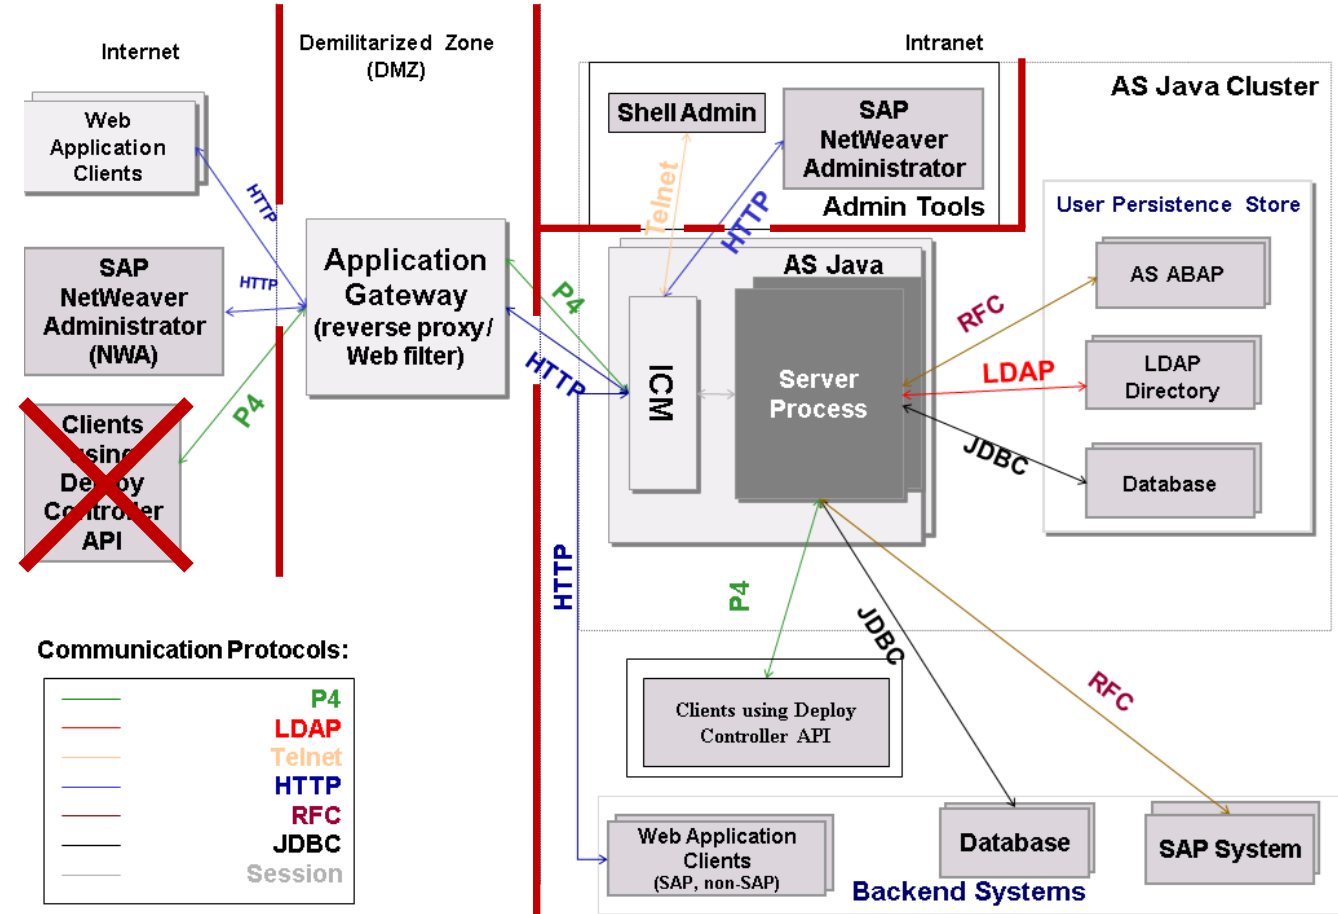 Internet
Demilitarized Zone
(DMZ)
Intranet
AS Java Cluster
Web
Application
Clients
HTTP
SAP
NetWeaver
Administrator
(NWA)
HTTP
P4
Clients
using
Deploy
Controller
API
Application
Gateway
(reverse proxy/
Web filter)
P4
HTTP
HTTP
Shell Admin
SAP
NetWeaver
Administrator
Admin Tools
Telnet
HTTP
AS Java
ICM
Server
Process
User Persistence Store
AS ABAP
LDAP
Directory
Database
RFC
LDAP
JDBC
P4
JDBC
RFC
Clients using Deploy
Controller API
Web Application
Clients
(SAP, non-SAP)
Database
SAP System
Backend Systems
Communication Protocols:
P4
LDAP
Telnet
HTTP
RFC
JDBC
Session